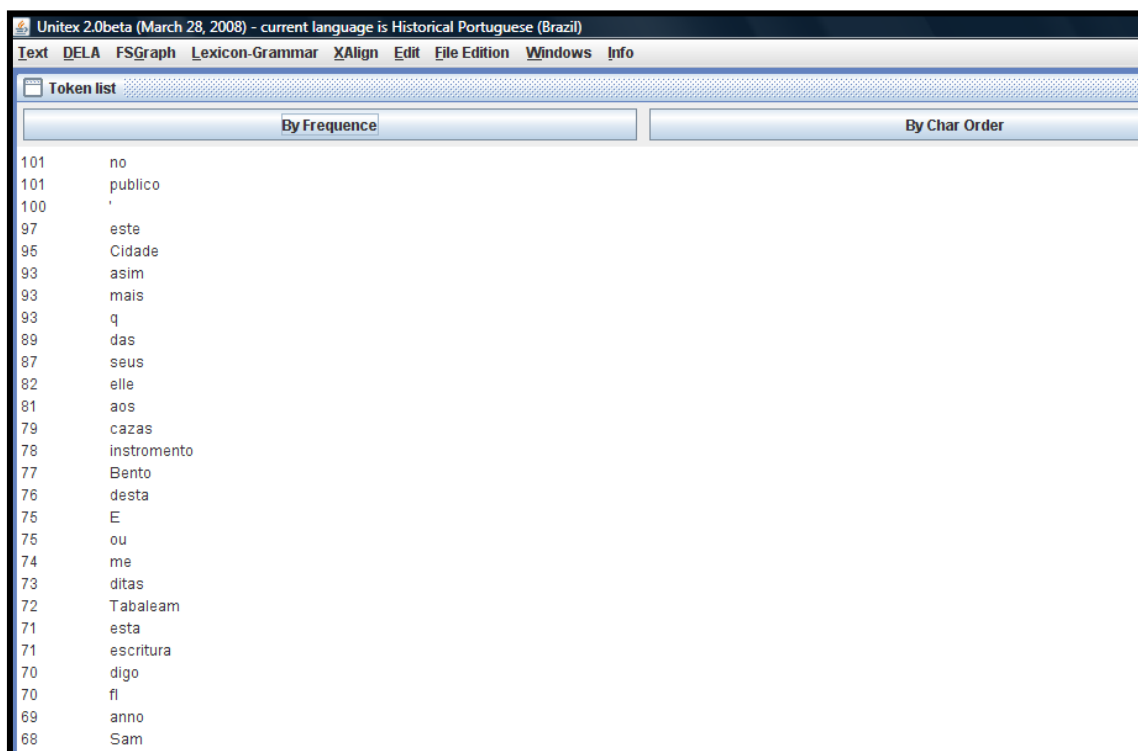 Unitex 2.0beta (March 28, 2008) - current language is Historical Portuguese (Brazil)
Text DELA FSGraph Lexicon-Grammar XAlign Edit File Edition Windows Info
Token list
By Frequence By Char Order
101 no
101 publico
100 '
97 este
95 Cidade
93 asim
93 mais
93 q
89 das
87 seus
82 elle
81 aos
79 cazas
78 instromento
77 Bento
76 desta
75 E
75 ou
74 me
73 ditas
72 Tabaleam
71 esta
71 escritura
70 digo
70 fl
69 anno
68 Sam